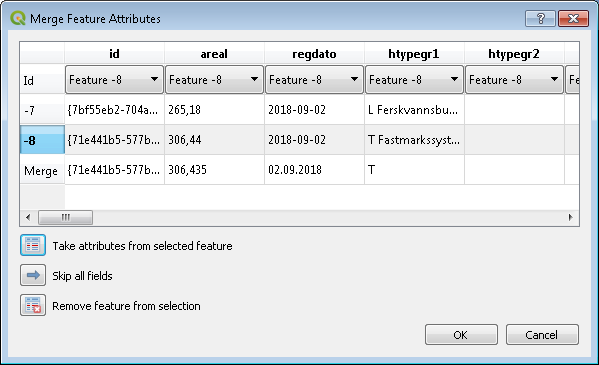 Merge Feature Attributes
id areal regdato htypegr1 htypegr2
Id Feature -8 Feature -8 Feature -8 Feature -8 Feature -8 Fe
-7 {7bf55eb2-704a... 265,18 2018-09-02 L Ferskvannsbu...
-8 {71e441b5-577b... 306,44 2018-09-02 T Fastmarkssyst...
Merge {71e441b5-577b... 306,435 02.09.2018 T
Take attributes from selected feature
Skip all fields
Remove feature from selection
OK Cancel